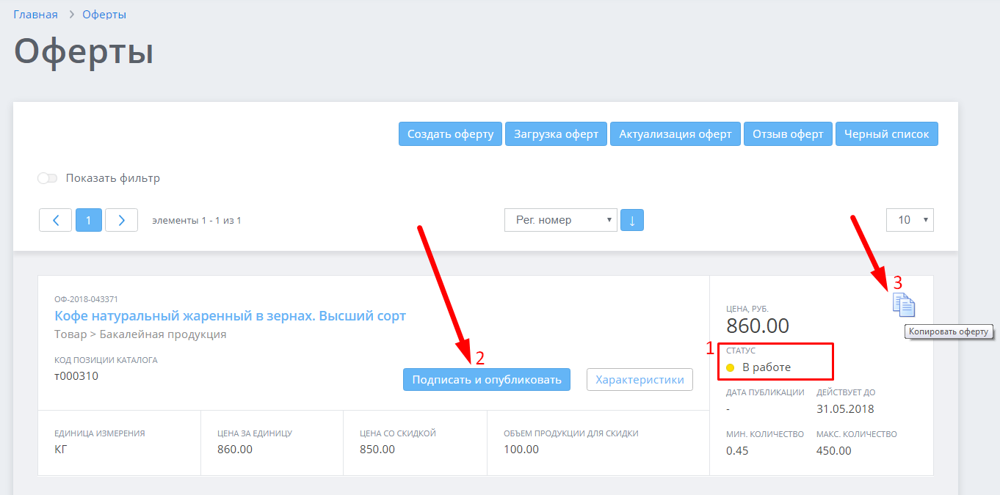 Главная > Оферты
Оферты
Создать оферту Загрузка оферт Актуализация оферт Отзыв оферт Черный список
Показать фильтр
1 элементы 1 - 1 из 1 Рег. номер ↓ 10
ОФ-2018-043371
Кофе натуральный жаренный в зернах. Высший сорт
Товар > Бакалейная продукция
КОД ПОЗИЦИИ КАТАЛОГА
т000310
2
Подписать и опубликовать Характеристики
3
ЦЕНА, РУБ.
860.00
Копировать оферту
1
СТАТУС
В работе
ДАТА ПУБЛИКАЦИИ ДЕЙСТВУЕТ ДО
- 31.05.2018
МИН. КОЛИЧЕСТВО МАКС. КОЛИЧЕСТВО
0.45 450.00
ЕДИНИЦА ИЗМЕРЕНИЯ ЦЕНА ЗА ЕДИНИЦУ ЦЕНА СО СКИДКОЙ ОБЪЕМ ПРОДУКЦИИ ДЛЯ СКИДКИ
КГ 860.00 850.00 100.00